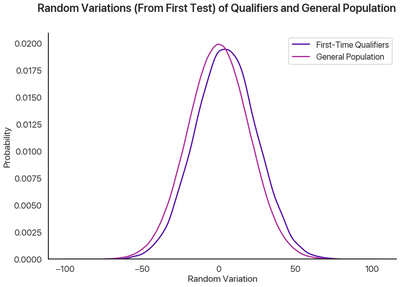 Random Variations (From First Test) of Qualifiers and General Population
0.0200
0.0175
0.0150
0.0125
0.0100
0.0075
0.0050
0.0025
0.0000
Probability
First-Time Qualifiers
General Population
−100
−50
0
50
100
Random Variation